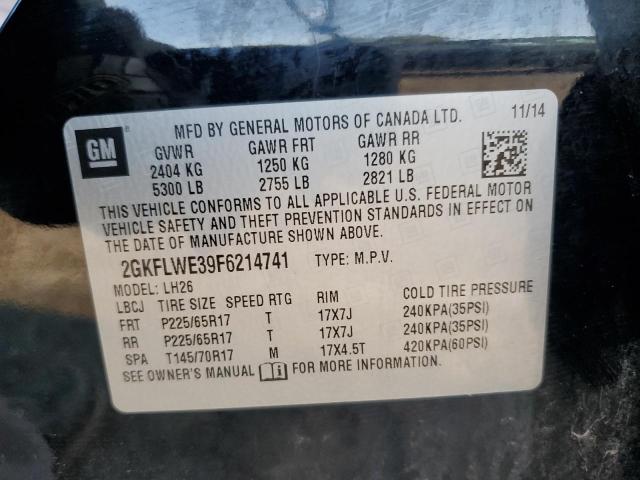 GM
MFD BY GENERAL MOTORS OF CANADA LTD. 11/14
GVWR GAWR FRT GAWR RR
2404 KG 1250 KG 1280 KG
5300 LB 2755 LB 2821 LB
THIS VEHICLE CONFORMS TO ALL APPLICABLE U.S. FEDERAL MOTOR
VEHICLE SAFETY AND THEFT PREVENTION STANDARDS IN EFFECT ON
THE DATE OF MANUFACTURE SHOWN ABOVE.
2GKFLWE39F6214741 TYPE: M.P.V.
MODEL: LH26
LBCJ TIRE SIZE SPEED RTG RIM COLD TIRE PRESSURE
FRT P225/65R17 T 17X7J 240KPA(35PSI)
RR P225/65R17 T 17X7J 240KPA(35PSI)
SPA T145/70R17 M 17X4.5T 420KPA(60PSI)
SEE OWNER'S MANUAL FOR MORE INFORMATION.